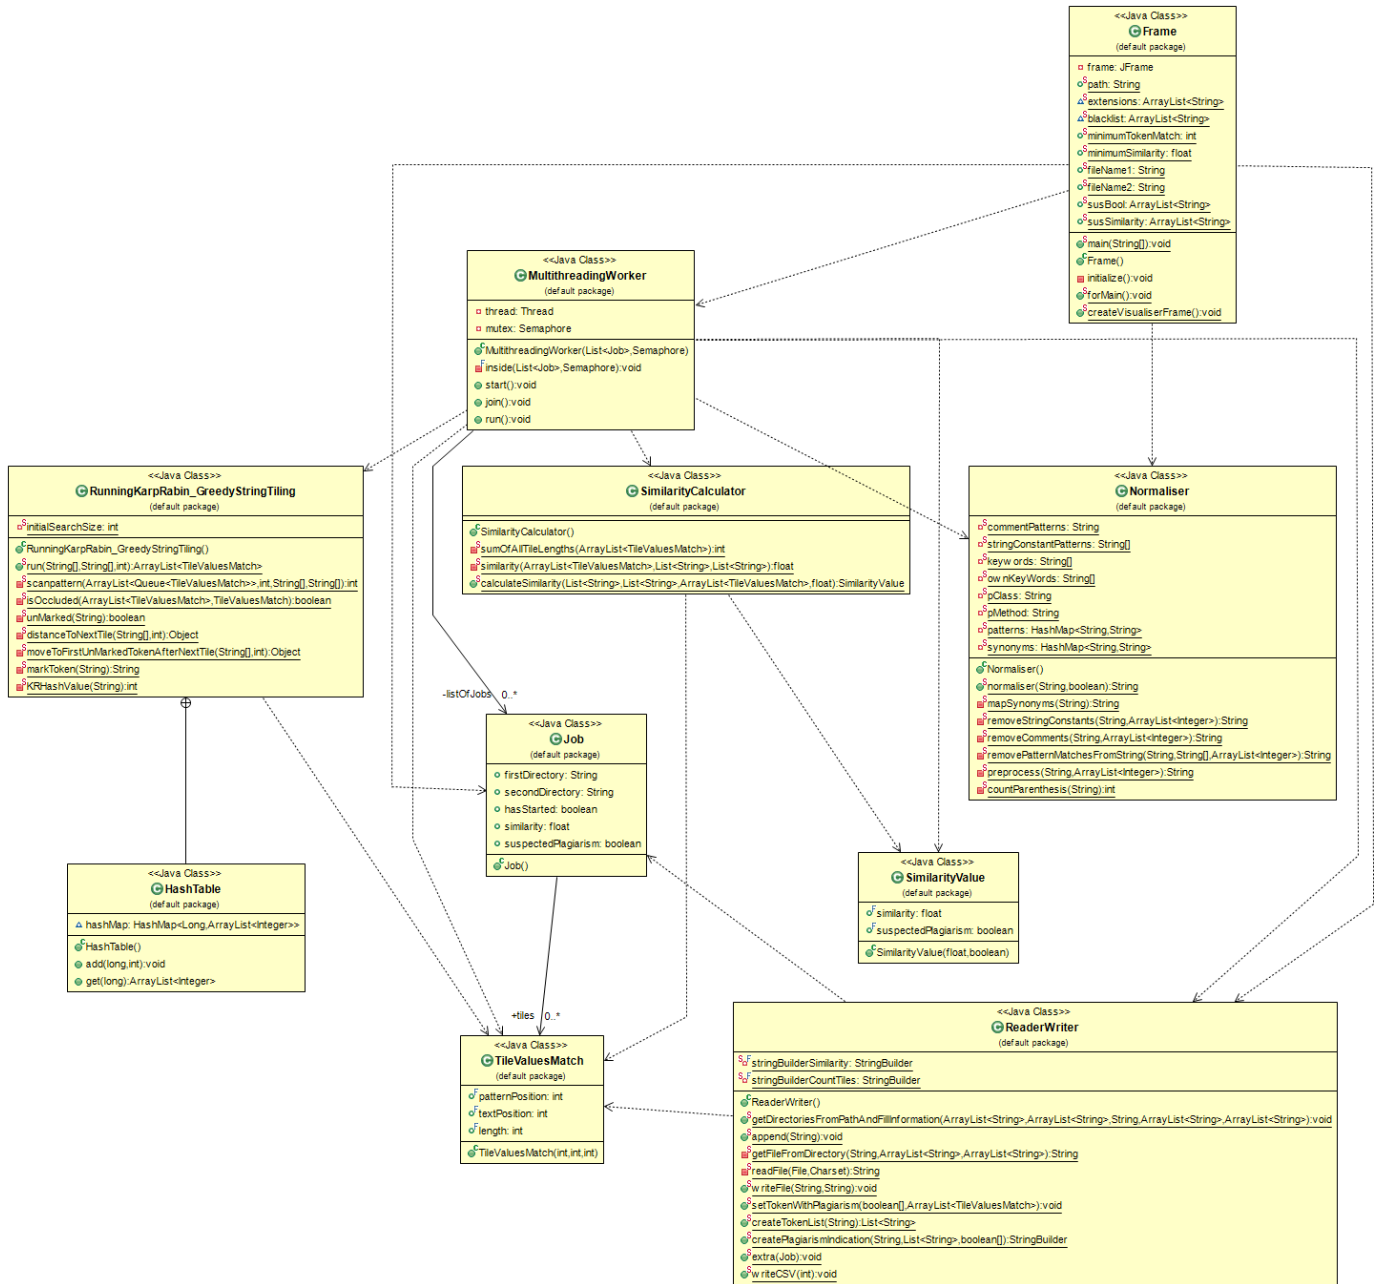 <<Java Class>>
Frame
(default package)
frame: JFrame
path: String
extensions: ArrayList<String>
blacklist: ArrayList<String>
minimumTokenMatch: int
minimumSimilarity: float
fileName1: String
fileName2: String
susBool: ArrayList<String>
susSimilarity: ArrayList<String>
main(String[]):void
Frame()
initialize():void
forMain():void
createVisualiserFrame():void
<<Java Class>>
MultithreadingWorker
(default package)
thread: Thread
mutex: Semaphore
MultithreadingWorker(List<Job>,Semaphore)
inside(List<Job>,Semaphore):void
start():void
join():void
run():void
<<Java Class>>
RunningKarpRabin_GreedyStringTiling
(default package)
initialSearchSize: int
RunningKarpRabin_GreedyStringTiling()
run(String[],String[],int):ArrayList<TileValuesMatch>
scanpattern(ArrayList<Queue<TileValuesMatch>>,int,String[],String[]):int
isOccluded(ArrayList<TileValuesMatch>,TileValuesMatch):boolean
unMarked(String):boolean
distanceToNextTile(String[],int):Object
moveToFirstUnMarkedTokenAfterNextTile(String[],int):Object
markToken(String):String
KRHashValue(String):int
<<Java Class>>
SimilarityCalculator
(default package)
SimilarityCalculator()
sumOfAllTileLengths(ArrayList<TileValuesMatch>):int
similarity(ArrayList<TileValuesMatch>,List<String>,List<String>):float
calculateSimilarity(List<String>,List<String>,ArrayList<TileValuesMatch>,float):SimilarityValue
<<Java Class>>
Normaliser
(default package)
commentPatterns: String
stringConstantPatterns: String[]
keywords: String[]
ownKeyWords: String[]
pClass: String
pMethod: String
patterns: HashMap<String,String>
synonyms: HashMap<String,String>
Normaliser()
normaliser(String,boolean):String
mapSynonyms(String):String
removeStringConstants(String,ArrayList<Integer>):String
removeComments(String,ArrayList<Integer>):String
removePatternMatchesFromString(String,String[],ArrayList<Integer>):String
preprocess(String,ArrayList<Integer>):String
countParenthesis(String):int
-listOfJobs 0..*
<<Java Class>>
Job
(default package)
firstDirectory: String
secondDirectory: String
hasStarted: boolean
similarity: float
suspectedPlagiarism: boolean
Job()
<<Java Class>>
HashTable
(default package)
hashMap: HashMap<Long,ArrayList<Integer>>
HashTable()
add(long,int):void
get(long):ArrayList<Integer>
<<Java Class>>
SimilarityValue
(default package)
similarity: float
suspectedPlagiarism: boolean
SimilarityValue(float,boolean)
+tiles 0..*
<<Java Class>>
TileValuesMatch
(default package)
patternPosition: int
textPosition: int
length: int
TileValuesMatch(int,int,int)
<<Java Class>>
ReaderWriter
(default package)
stringBuilderSimilarity: StringBuilder
stringBuilderCountTiles: StringBuilder
ReaderWriter()
getDirectoriesFromPathAndFillInformation(ArrayList<String>,ArrayList<String>,String,ArrayList<String>,ArrayList<String>):void
append(String):void
getFileFromDirectory(String,ArrayList<String>,ArrayList<String>):String
readFile(File,Charset):String
writeFile(String,String):void
setTokenWithPlagiarism(boolean[],ArrayList<TileValuesMatch>):void
createTokenList(String):List<String>
createPlagiarismIndication(String,List<String>,boolean[]):StringBuilder
extra(Job):void
writeCSV(int):void